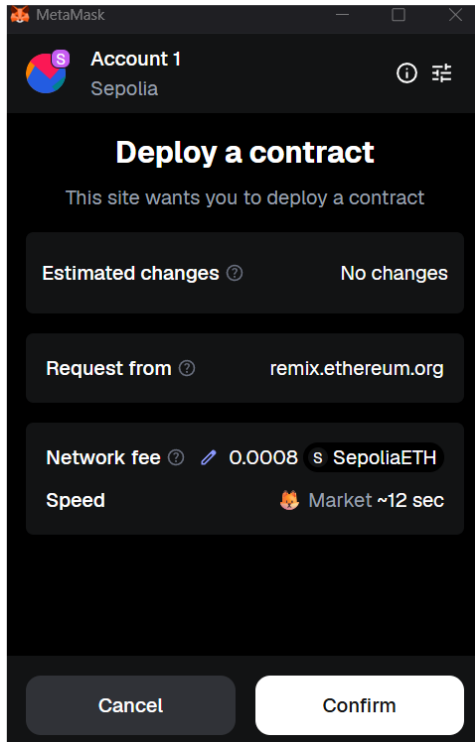 MetaMask
S
Account 1
Sepolia
Deploy a contract
This site wants you to deploy a contract
Estimated changes ? No changes
Request from ? remix.ethereum.org
Network fee ? 0.0008 S SepoliaETH
Speed Market ~12 sec
Cancel Confirm